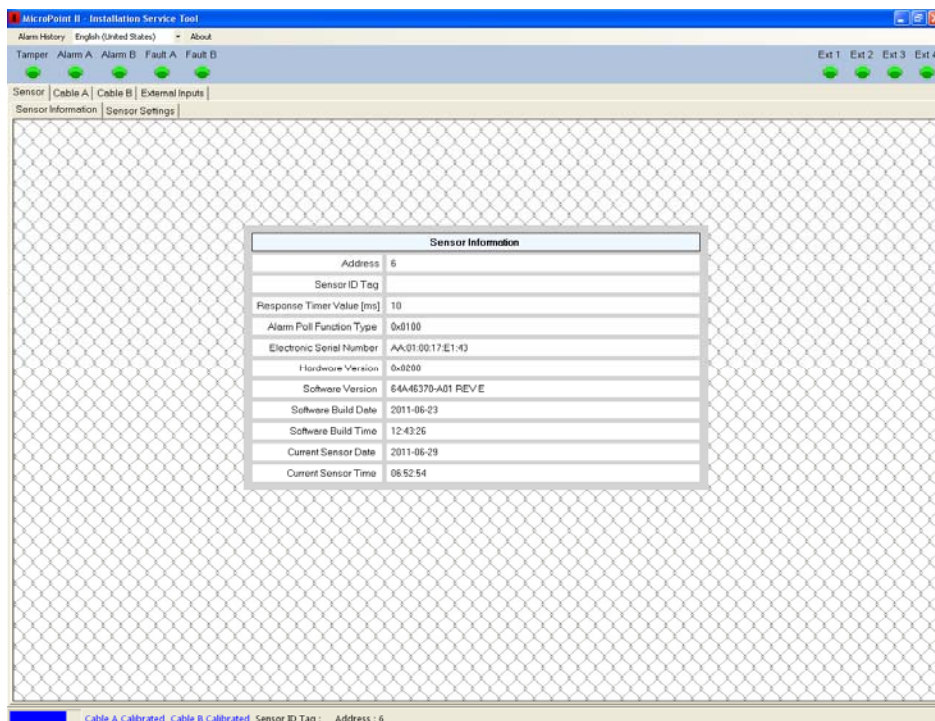 MicroPoint II - Installation Service Tool
Alarm History English (United States) About
Tamper Alarm A Alarm B Fault A Fault B Ext 1 Ext 2 Ext 3 Ext 4
Sensor Cable A Cable B External Inputs
Sensor Information Sensor Settings
Sensor Information
Address 6
Sensor ID Tag
Response Timer Value [ms] 10
Alarm Poll Function Type 0x0100
Electronic Serial Number AA:01:00:17:E1:43
Hardware Version 0x0200
Software Version 64A46370-A01 REV E
Software Build Date 2011-06-23
Software Build Time 12:43:26
Current Sensor Date 2011-06-29
Current Sensor Time 06:52:54
Cable A Calibrated Cable B Calibrated Sensor ID Tag : Address : 6